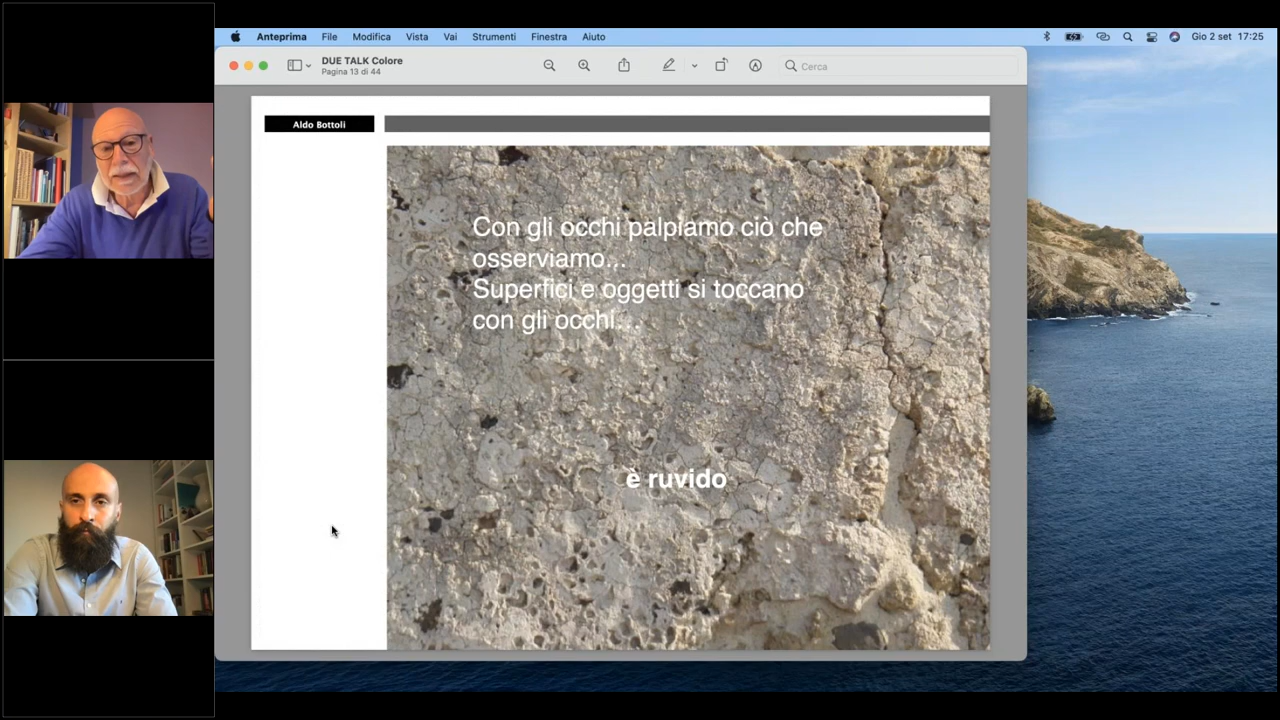 Anteprima File Modifica Vista Vai Strumenti Finestra Aiuto Gio 2 set 17:25
DUE TALK Colore
Pagina 13 di 44
Cerca
Aldo Bottoli
Con gli occhi palpiamo ciò che
osserviamo...
Superfici e oggetti si toccano
con gli occhi...
è ruvido